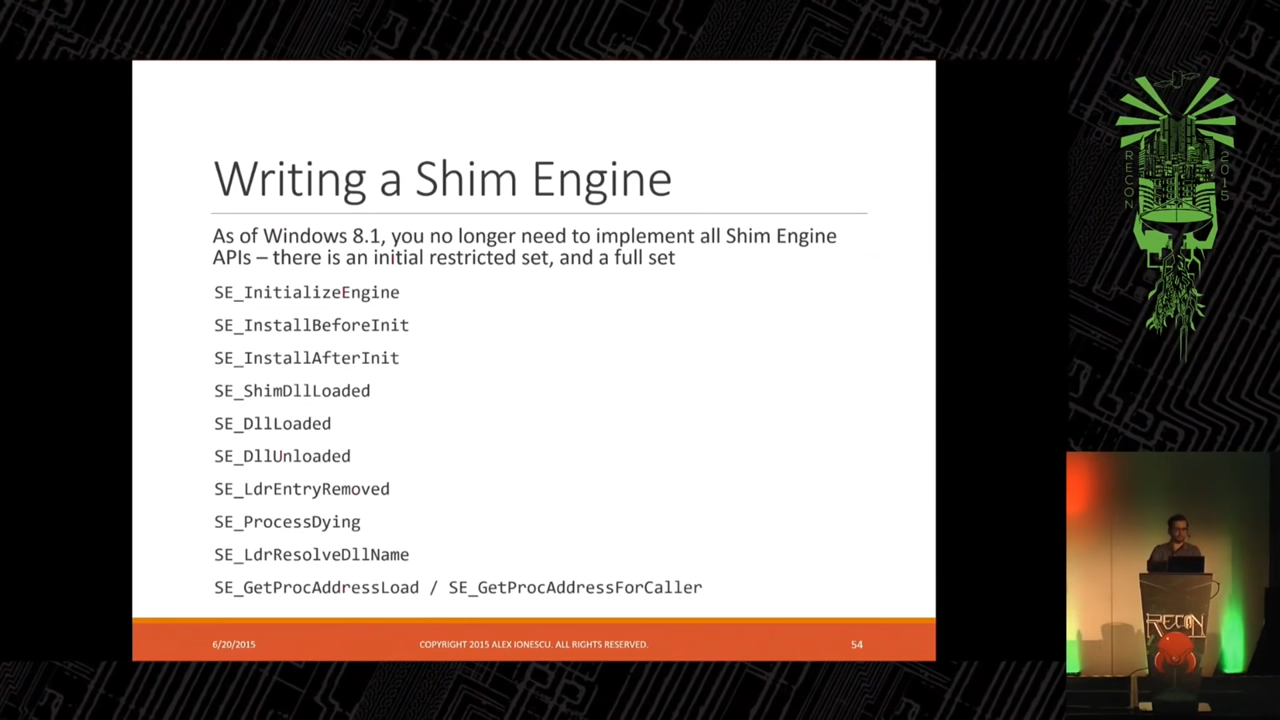 Writing a Shim Engine
As of Windows 8.1, you no longer need to implement all Shim Engine
APIs – there is an initial restricted set, and a full set
SE_InitializeEngine
SE_InstallBeforeInit
SE_InstallAfterInit
SE_ShimDllLoaded
SE_DllLoaded
SE_DllUnloaded
SE_LdrEntryRemoved
SE_ProcessDying
SE_LdrResolveDllName
SE_GetProcAddressLoad / SE_GetProcAddressForCaller
6/20/2015
COPYRIGHT 2015 ALEX IONESCU. ALL RIGHTS RESERVED.
54
RECON
2015
RECON